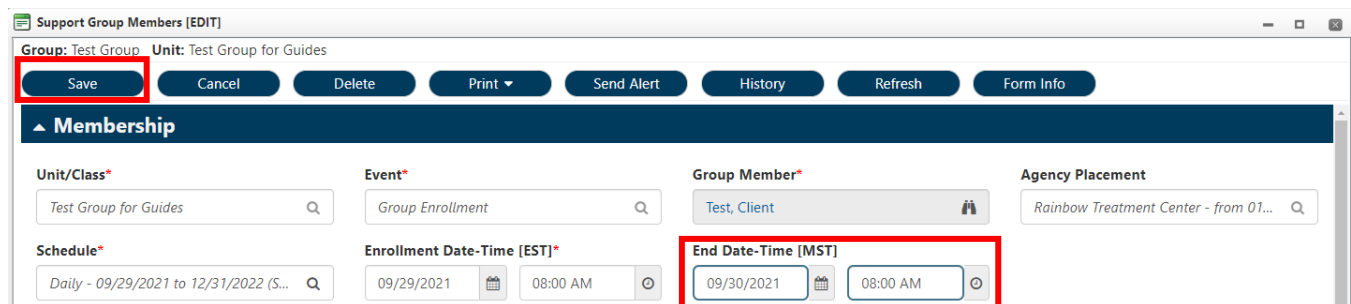 Support Group Members [EDIT]
Group: Test Group Unit: Test Group for Guides
Save Cancel Delete Print Send Alert History Refresh Form Info
Membership
Unit/Class* Event* Group Member* Agency Placement
Test Group for Guides Group Enrollment Test, Client Rainbow Treatment Center - from 01...
Schedule* Enrollment Date-Time [EST]* End Date-Time [MST]
Daily - 09/29/2021 to 12/31/2022 (S... 09/29/2021 08:00 AM 09/30/2021 08:00 AM